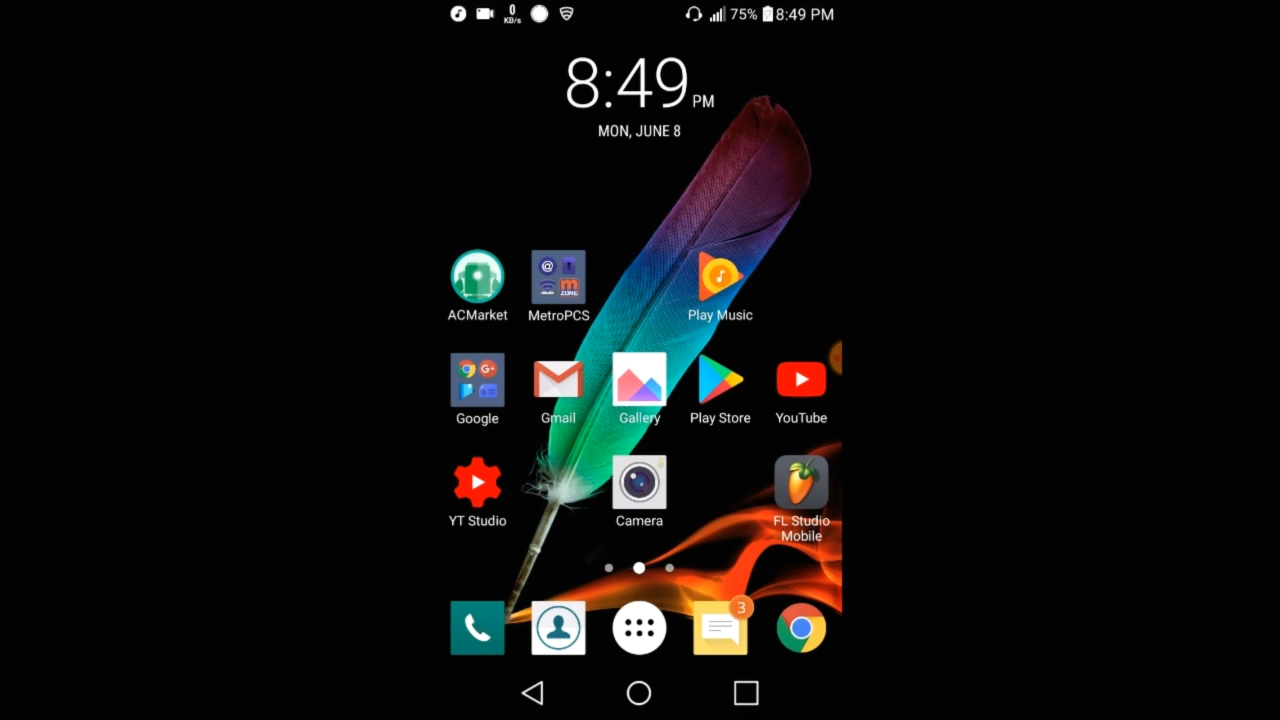 0
KB/s
75% 8:49 PM
8:49 PM
MON, JUNE 8
@
m
ZONE
ACMarket MetroPCS Play Music
G+
Google Gmail Gallery Play Store YouTube
YT Studio Camera FL Studio
Mobile
3